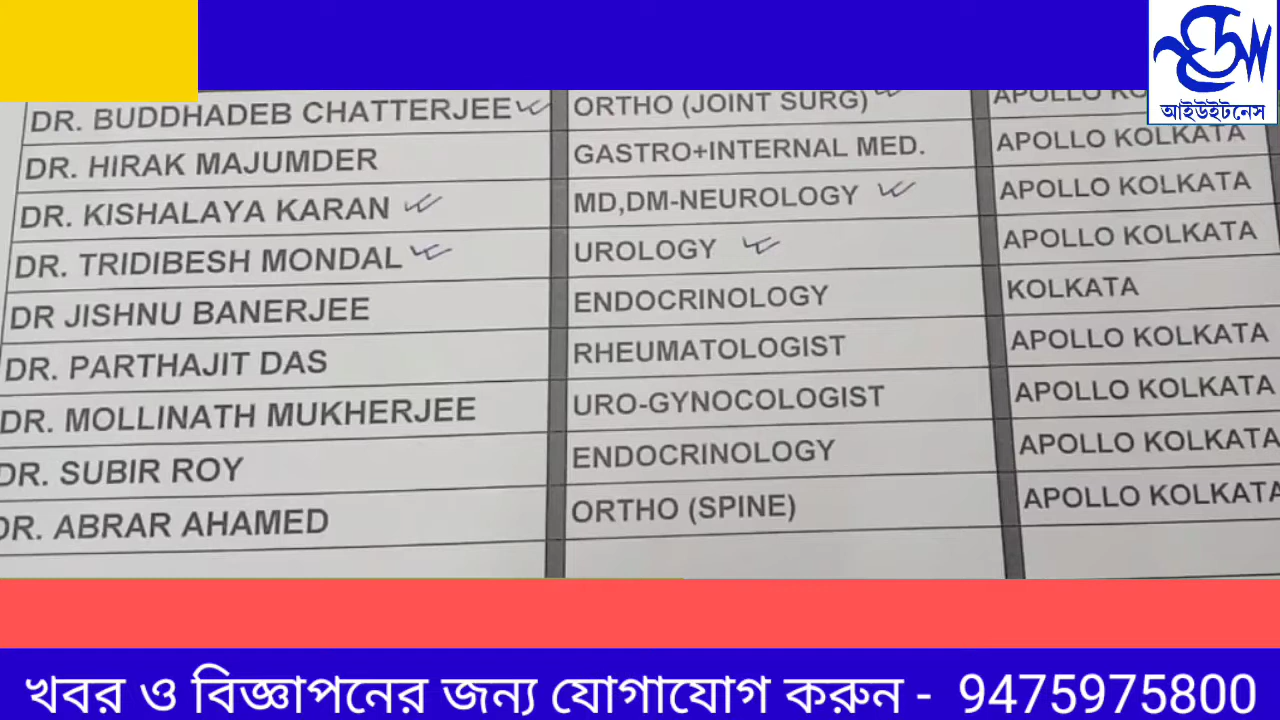 আইউইটনেস
DR. BUDDHADEB CHATTERJEE ORTHO (JOINT SURG) APOLLO
DR. HIRAK MAJUMDER GASTRO+INTERNAL MED. APOLLO KOLKATA
DR. KISHALAYA KARAN MD,DM-NEUROLOGY APOLLO KOLKATA
DR. TRIDIBESH MONDAL UROLOGY APOLLO KOLKATA
DR JISHNU BANERJEE ENDOCRINOLOGY KOLKATA
DR. PARTHAJIT DAS RHEUMATOLOGIST APOLLO KOLKATA
DR. MOLLINATH MUKHERJEE URO-GYNOCOLOGIST APOLLO KOLKATA
DR. SUBIR ROY ENDOCRINOLOGY APOLLO KOLKATA
DR. ABRAR AHAMED ORTHO (SPINE) APOLLO KOLKATA
খবর ও বিজ্ঞাপনের জন্য যোগাযোগ করুন - 9475975800